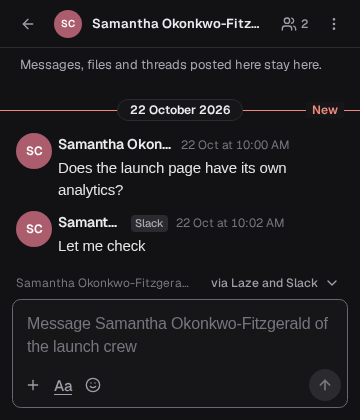 SC Samantha Okonkwo-Fitz... 2
Messages, files and threads posted here stay here.
22 October 2026 New
SC Samantha Okon... 22 Oct at 10:00 AM
Does the launch page have its own
analytics?
SC Samant... Slack 22 Oct at 10:02 AM
Let me check
Samantha Okonkwo-Fitzgera... via Laze and Slack
Message Samantha Okonkwo-Fitzgerald of
the launch crew
Aa